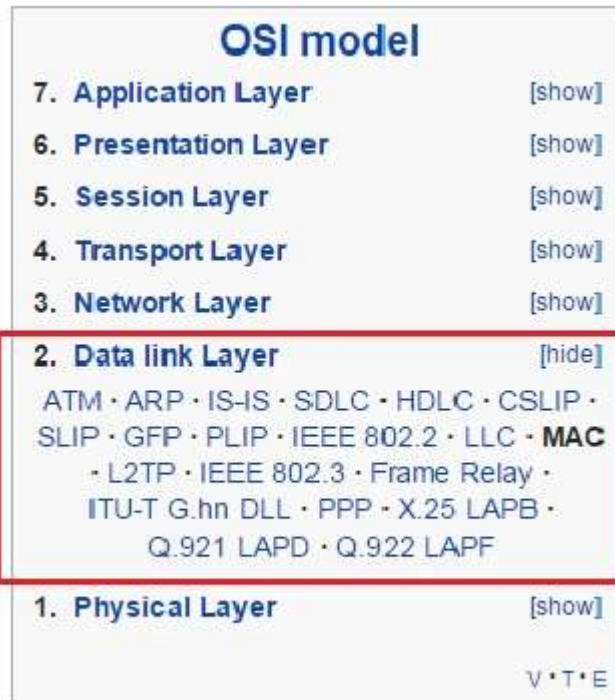 OSI model
7. Application Layer [show]
6. Presentation Layer [show]
5. Session Layer [show]
4. Transport Layer [show]
3. Network Layer [show]
2. Data link Layer [hide]
ATM · ARP · IS-IS · SDLC · HDLC · CSLIP ·
SLIP · GFP · PLIP · IEEE 802.2 · LLC · MAC
· L2TP · IEEE 802.3 · Frame Relay ·
ITU-T G.hn DLL · PPP · X.25 LAPB ·
Q.921 LAPD · Q.922 LAPF
1. Physical Layer [show]
V · T · E